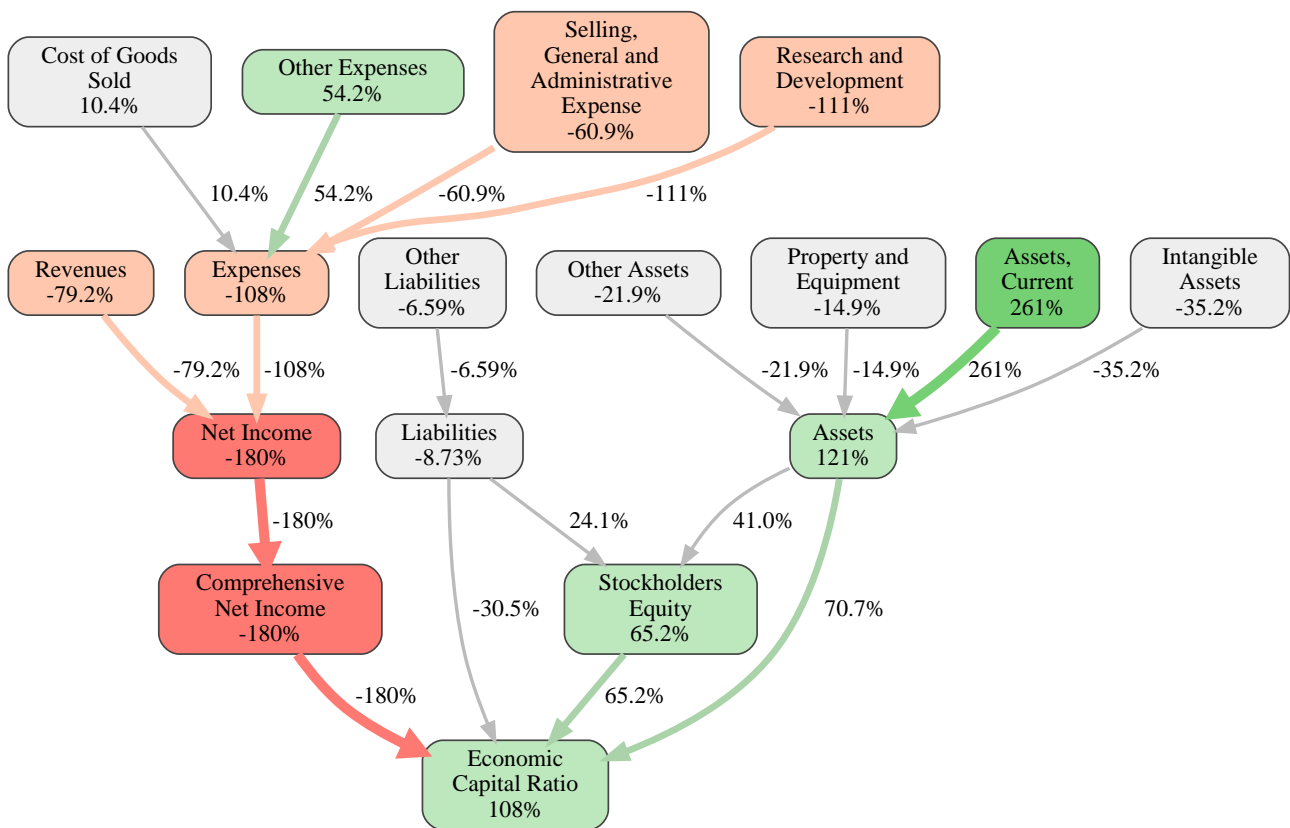 Cost of Goods
Sold
10.4%
Other Expenses
54.2%
Selling,
General and
Administrative
Expense
-60.9%
Research and
Development
-111%
10.4%
54.2%
-60.9%
-111%
Revenues
-79.2%
Expenses
-108%
Other
Liabilities
-6.59%
Other Assets
-21.9%
Property and
Equipment
-14.9%
Assets,
Current
261%
Intangible
Assets
-35.2%
-79.2%
-108%
-6.59%
-21.9%
-14.9%
261%
-35.2%
Net Income
-180%
Liabilities
-8.73%
Assets
121%
-180%
24.1%
41.0%
Comprehensive
Net Income
-180%
-30.5%
Stockholders
Equity
65.2%
70.7%
-180%
65.2%
Economic
Capital Ratio
108%